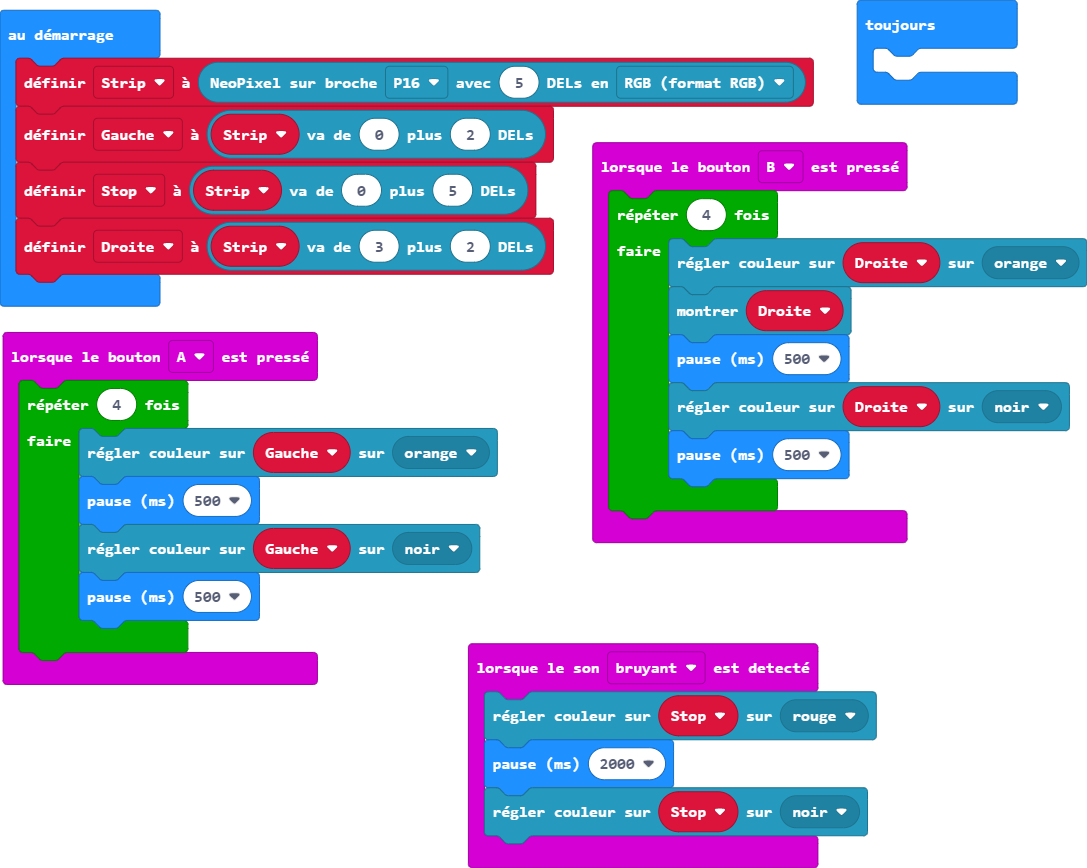 au démarrage
définir Strip à NeoPixel sur broche P16 avec 5 DELs en RGB (format RGB)
définir Gauche à Strip va de 0 plus 2 DELs
définir Stop à Strip va de 0 plus 5 DELs
définir Droite à Strip va de 3 plus 2 DELs
toujours
lorsque le bouton B est pressé
répéter 4 fois
faire
régler couleur sur Droite sur orange
montrer Droite
pause (ms) 500
régler couleur sur Droite sur noir
pause (ms) 500
lorsque le bouton A est pressé
répéter 4 fois
faire
régler couleur sur Gauche sur orange
pause (ms) 500
régler couleur sur Gauche sur noir
pause (ms) 500
lorsque le son bruyant est detecté
régler couleur sur Stop sur rouge
pause (ms) 2000
régler couleur sur Stop sur noir